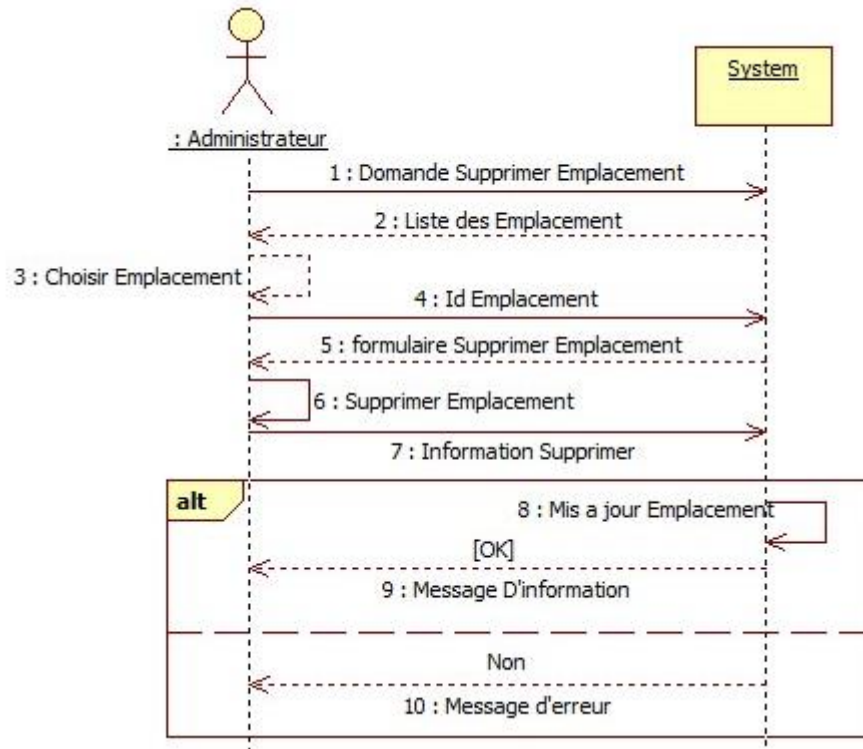 System
: Administrateur
1 : Domande Supprimer Emplacement
2 : Liste des Emplacement
3 : Choisir Emplacement
4 : Id Emplacement
5 : formulaire Supprimer Emplacement
6 : Supprimer Emplacement
7 : Information Supprimer
alt
8 : Mis a jour Emplacement
[OK]
9 : Message D'information
Non
10 : Message d'erreur